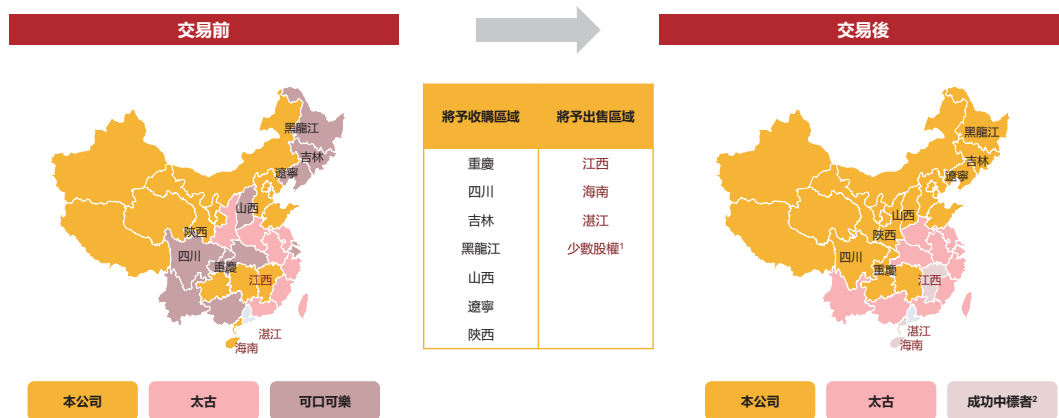 交易前
交易後
黑龍江
吉林
遼寧
山西
陝西
四川
重慶
江西
湛江
海南
將予收購區域 將予出售區域
重慶 江西
四川 海南
吉林 湛江
黑龍江 少數股權¹
山西
遼寧
陝西
黑龍江
吉林
遼寧
山西
陝西
四川
重慶
江西
湛江
海南
本公司 太古 可口可樂
本公司 太古 成功中標者²